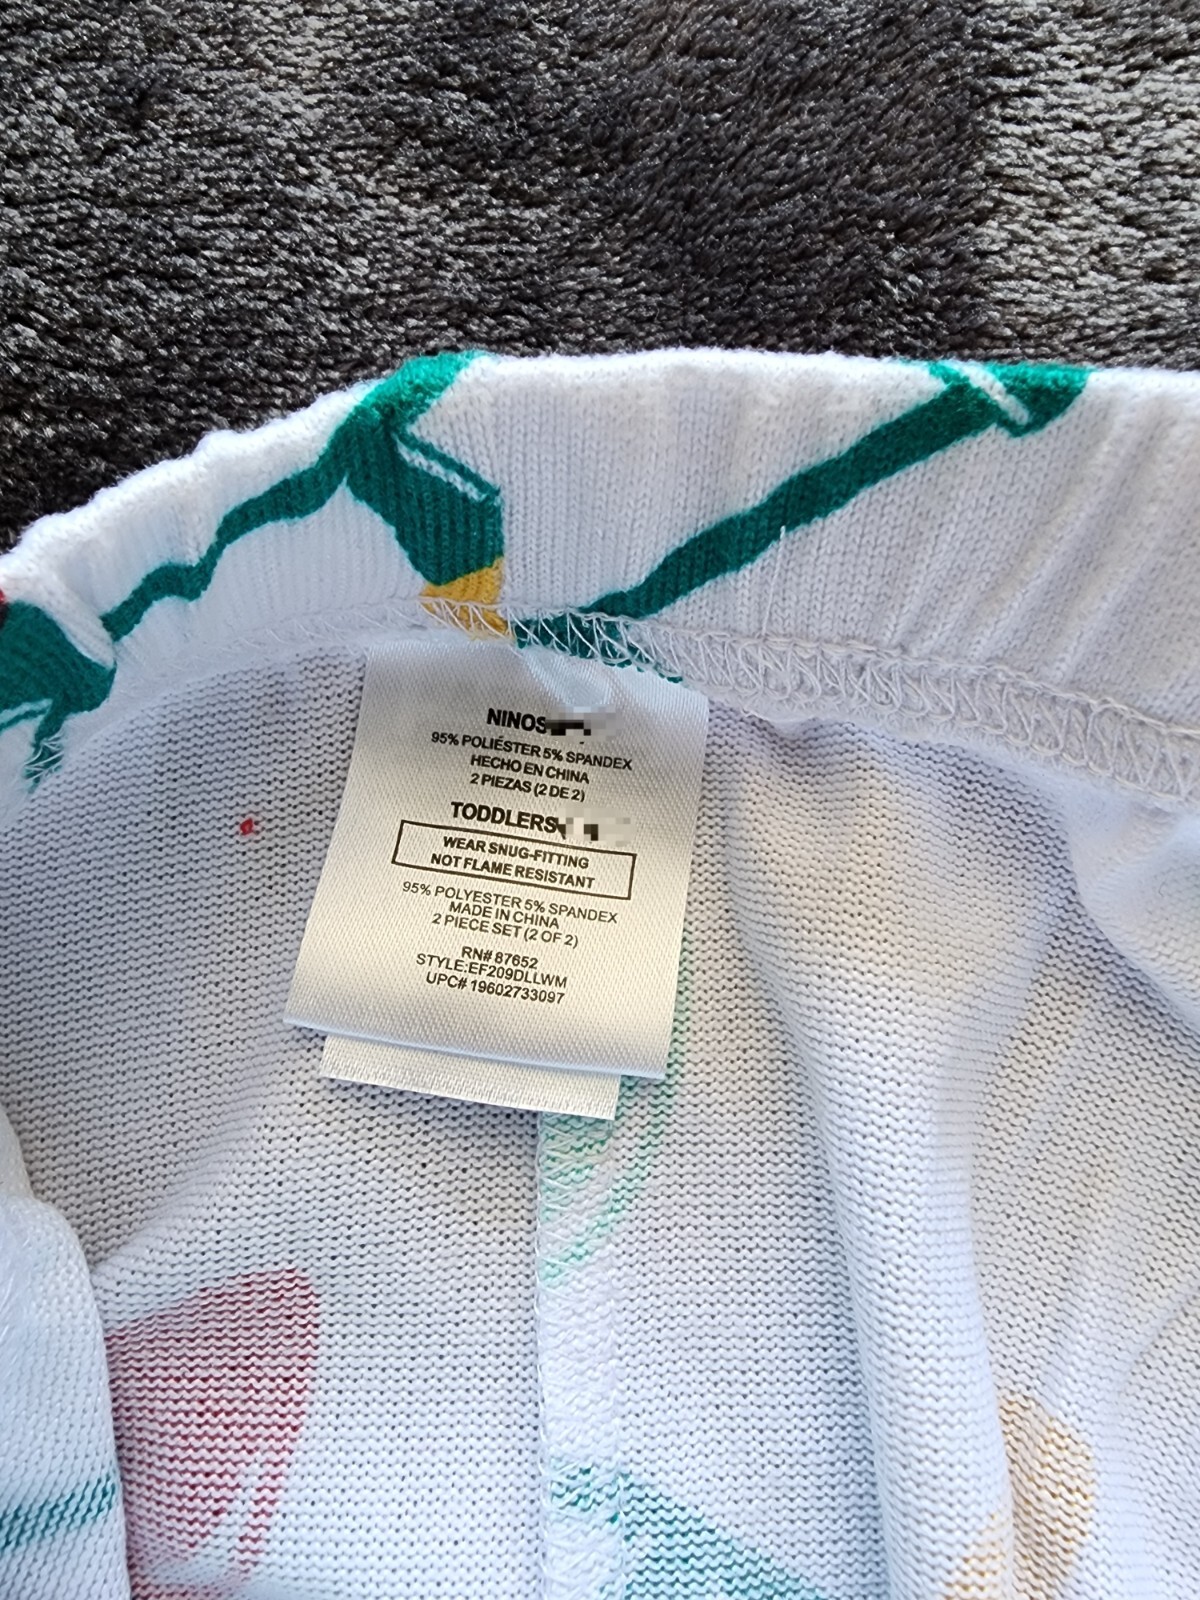 NINOS
95% POLIÉSTER 5% SPANDEX
HECHO EN CHINA
2 PIEZAS (2 DE 2)
TODDLERS
WEAR SNUG-FITTING
NOT FLAME RESISTANT
95% POLYESTER 5% SPANDEX
MADE IN CHINA
2 PIECE SET (2 OF 2)
RN# 87652
STYLE:EF209DLLWM
UPC# 19602733097